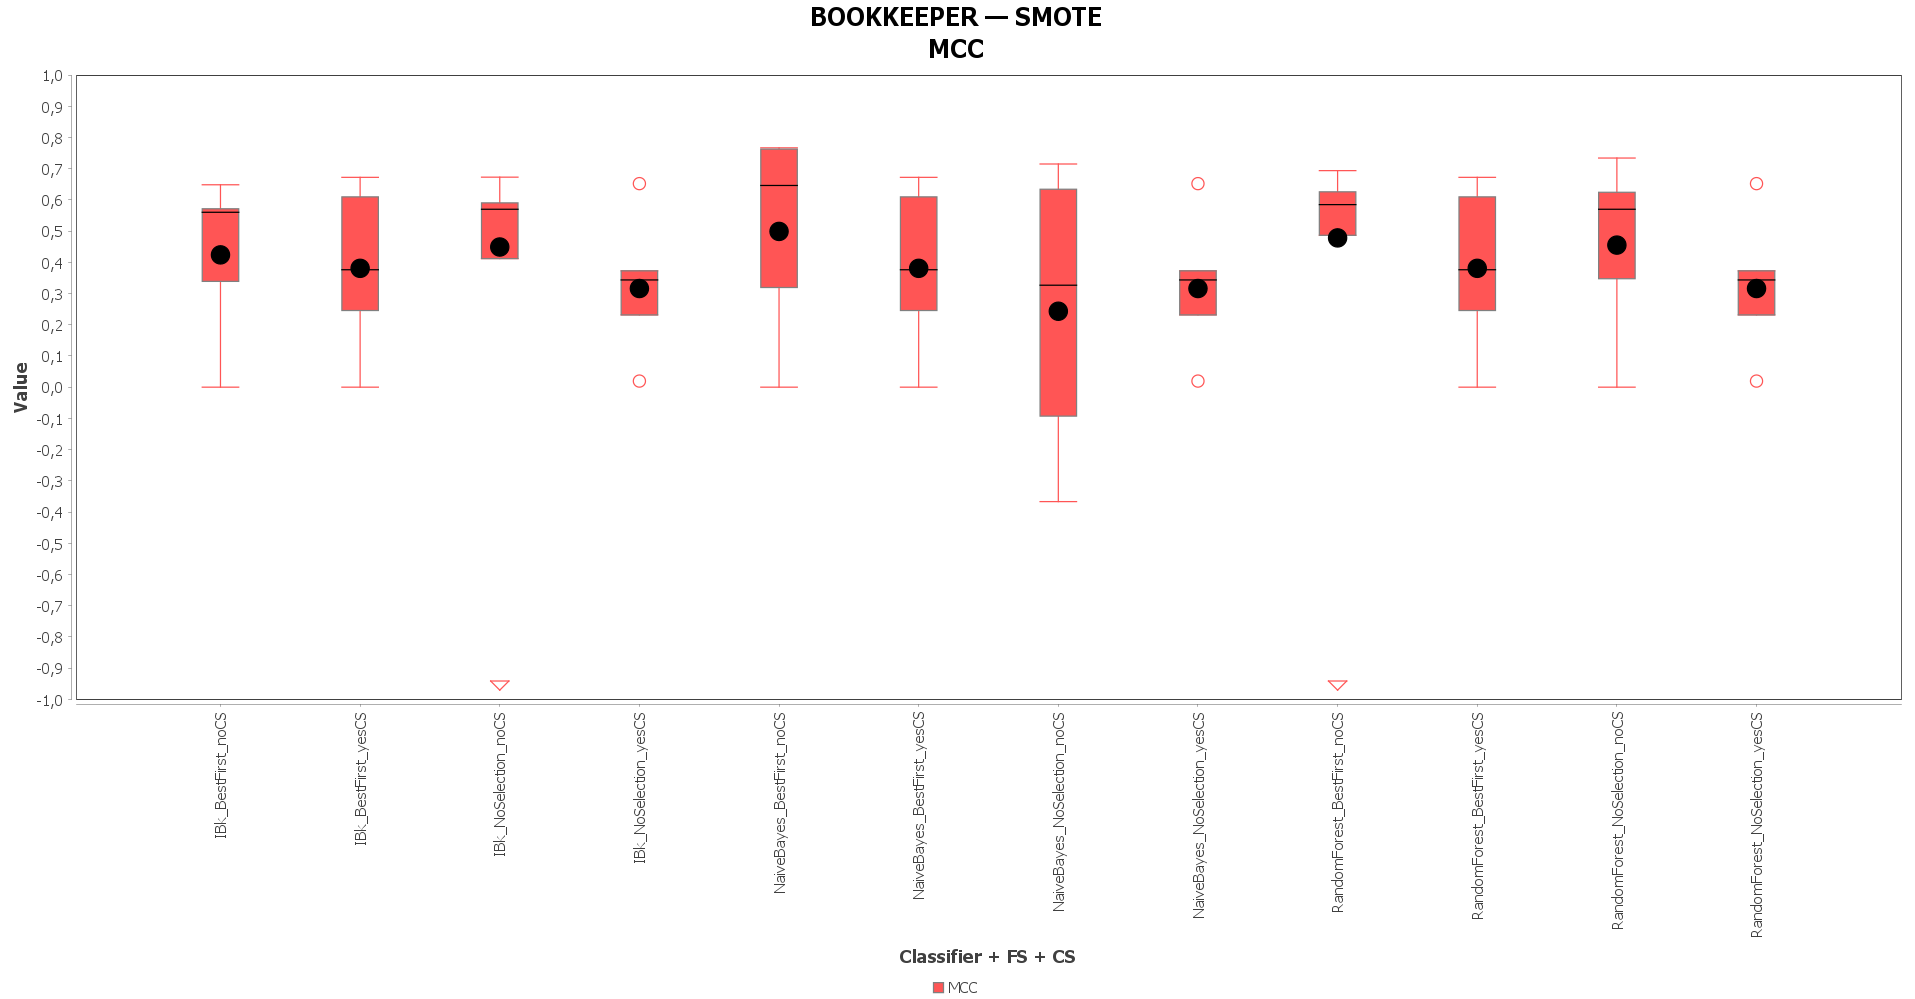 BOOKKEEPER — SMOTE
MCC
1,0
0,9
0,8
0,7
0,6
0,5
0,4
0,3
0,2
0,1
0,0
-0,1
-0,2
-0,3
-0,4
-0,5
-0,6
-0,7
-0,8
-0,9
-1,0
Value
IBk_BestFirst_noCS
IBk_BestFirst_yesCS
IBk_NoSelection_noCS
IBk_NoSelection_yesCS
NaiveBayes_BestFirst_noCS
NaiveBayes_BestFirst_yesCS
NaiveBayes_NoSelection_noCS
NaiveBayes_NoSelection_yesCS
RandomForest_BestFirst_noCS
RandomForest_BestFirst_yesCS
RandomForest_NoSelection_noCS
RandomForest_NoSelection_yesCS
Classifier + FS + CS
MCC